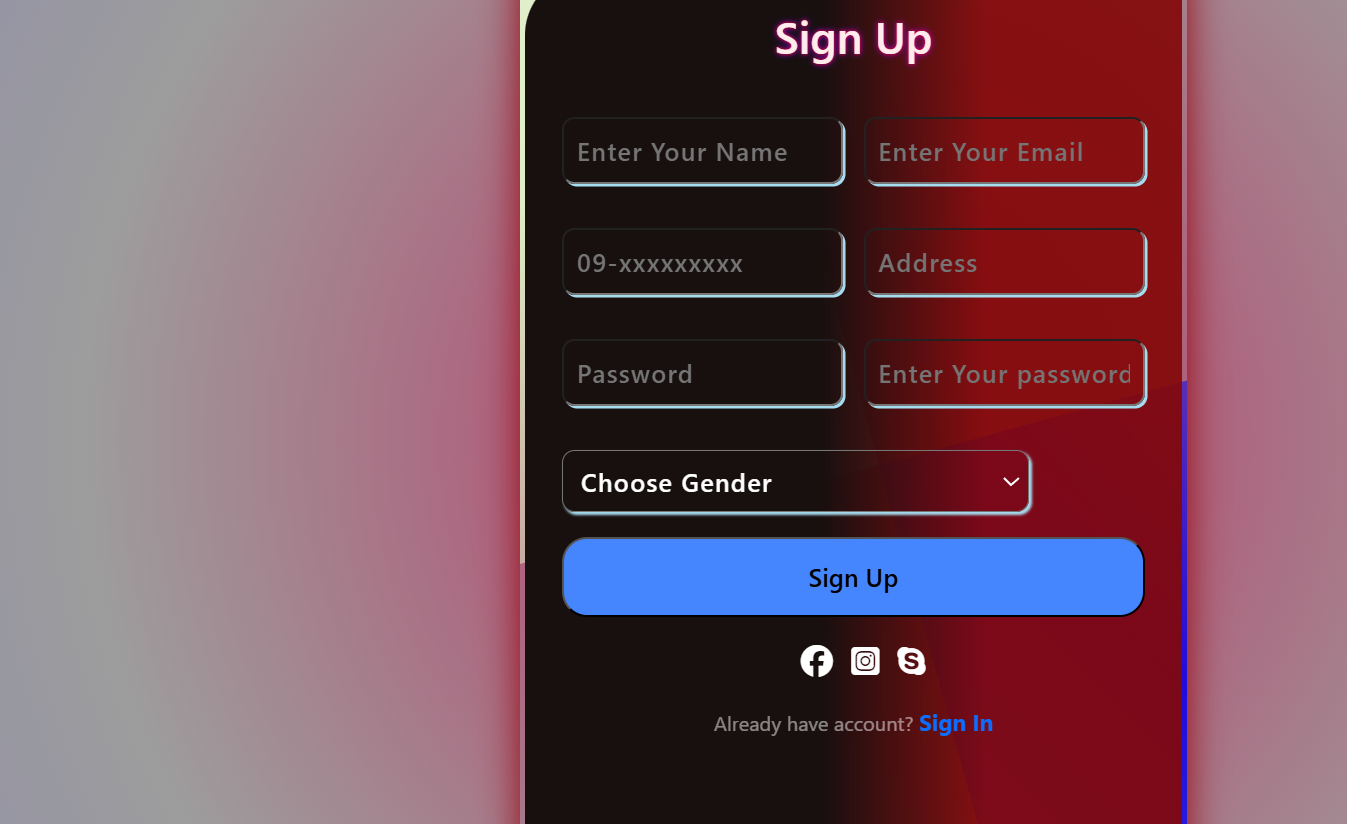 Sign Up
Enter Your Name
Enter Your Email
09-xxxxxxxxx
Address
Password
Enter Your password
Choose Gender
Sign Up
Already have account? Sign In